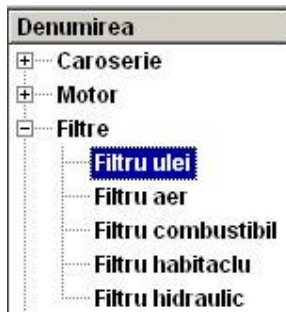 Denumirea
Caroserie
Motor
Filtre
Filtru ulei
Filtru aer
Filtru combustibil
Filtru habitaclu
Filtru hidraulic